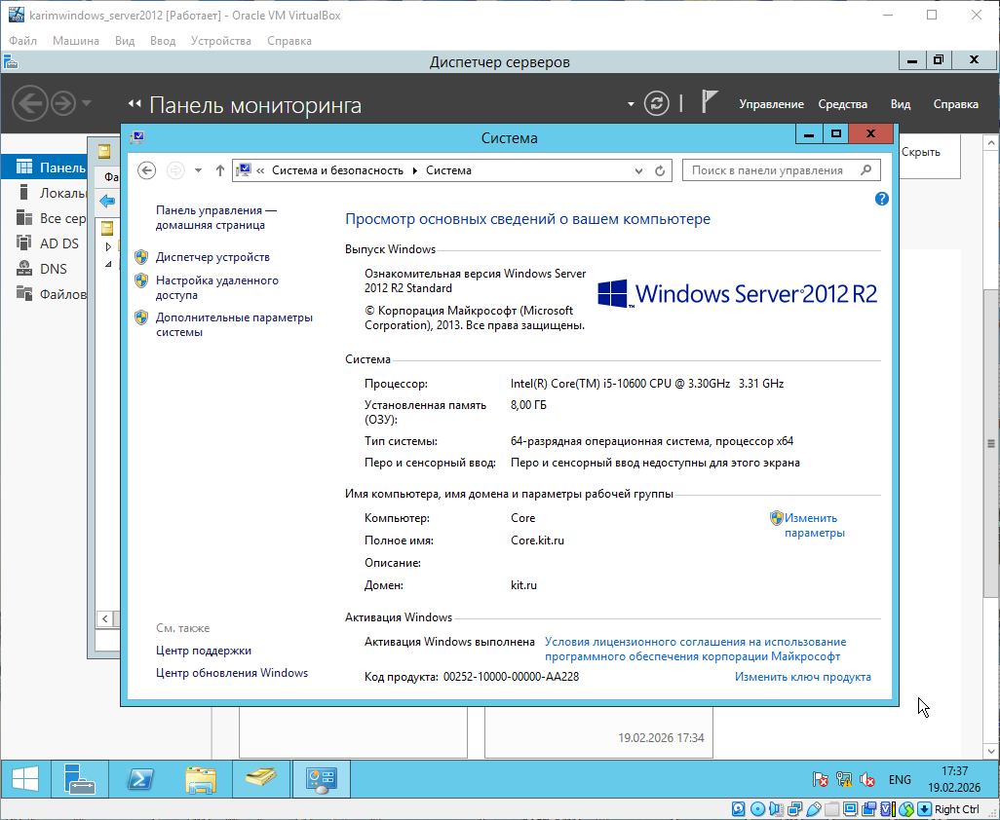 karimwindows_server2012 [Работает] - Oracle VM VirtualBox
Файл Машина Вид Ввод Устройства Справка
Диспетчер серверов
Панель мониторинга
Управление Средства Вид Справка
Панель
Локаль
Все сер
AD DS
DNS
Файлов
Фа
Скрыть
Система
Система и безопасность Система
Поиск в панели управления
Панель управления —
домашняя страница
Диспетчер устройств
Настройка удаленного
доступа
Дополнительные параметры
системы
См. также
Центр поддержки
Центр обновления Windows
Просмотр основных сведений о вашем компьютере
Выпуск Windows
Ознакомительная версия Windows Server
2012 R2 Standard
© Корпорация Майкрософт (Microsoft
Corporation), 2013. Все права защищены.
Windows Server 2012 R2
Система
Процессор: Intel(R) Core(TM) i5-10600 CPU @ 3.30GHz 3.31 GHz
Установленная память
(ОЗУ):
8,00 ГБ
Тип системы: 64-разрядная операционная система, процессор x64
Перо и сенсорный ввод: Перо и сенсорный ввод недоступны для этого экрана
Имя компьютера, имя домена и параметры рабочей группы
Компьютер: Core
Изменить
параметры
Полное имя: Core.kit.ru
Описание:
Домен: kit.ru
Активация Windows
Активация Windows выполнена Условия лицензионного соглашения на использование
программного обеспечения корпорации Майкрософт
Код продукта: 00252-10000-00000-AA228 Изменить ключ продукта
19.02.2026 17:34
ENG
17:37
19.02.2026
Right Ctrl